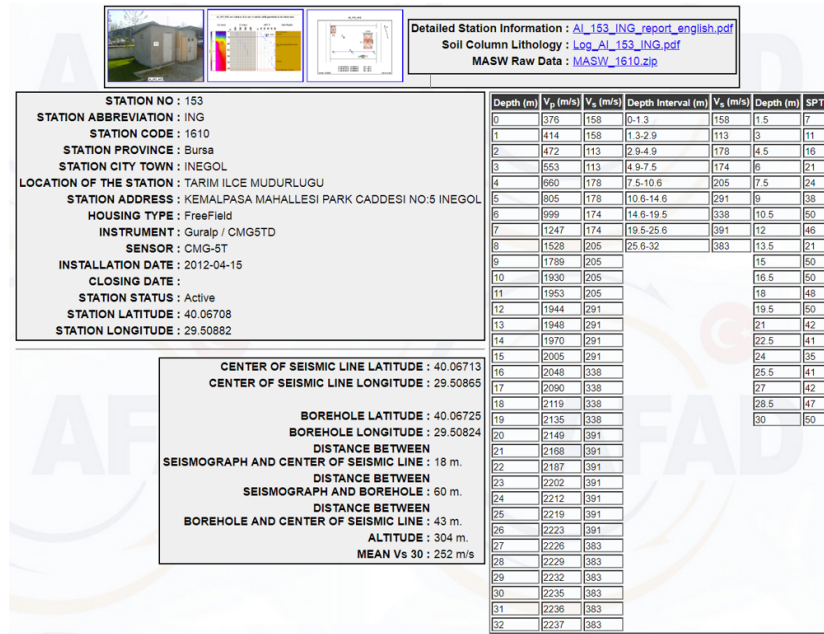 Detailed Station Information : AI_153_ING_report_english.pdf
Soil Column Lithology : Log_AI_153_ING.pdf
MASW Raw Data : MASW_1610.zip
STATION NO : 153
STATION ABBREVIATION : ING
STATION CODE : 1610
STATION PROVINCE : Bursa
STATION CITY TOWN : INEGOL
LOCATION OF THE STATION : TARIM ILCE MUDURLUGU
STATION ADDRESS : KEMALPASA MAHALLESI PARK CADDESI NO:5 INEGOL
HOUSING TYPE : FreeField
INSTRUMENT : Guralp / CMG5TD
SENSOR : CMG-5T
INSTALLATION DATE : 2012-04-15
CLOSING DATE :
STATION STATUS : Active
STATION LATITUDE : 40.06708
STATION LONGITUDE : 29.50882
CENTER OF SEISMIC LINE LATITUDE : 40.06713
CENTER OF SEISMIC LINE LONGITUDE : 29.50865
BOREHOLE LATITUDE : 40.06725
BOREHOLE LONGITUDE : 29.50824
DISTANCE BETWEEN
SEISMOGRAPH AND CENTER OF SEISMIC LINE : 18 m.
DISTANCE BETWEEN
SEISMOGRAPH AND BOREHOLE : 60 m.
DISTANCE BETWEEN
BOREHOLE AND CENTER OF SEISMIC LINE : 43 m.
ALTITUDE : 304 m.
MEAN Vs 30 : 252 m/s
Depth (m) Vp (m/s) Vs (m/s) Depth Interval (m) Vs (m/s) Depth (m) SPT
0 376 158 0-1.3 158 1.5 7
1 414 158 1.3-2.9 113 3 11
2 472 113 2.9-4.9 178 4.5 16
3 553 113 4.9-7.5 174 6 21
4 660 178 7.5-10.6 205 7.5 24
5 805 178 10.6-14.6 291 9 38
6 999 174 14.6-19.5 338 10.5 50
7 1247 174 19.5-25.6 391 12 46
8 1528 205 25.6-32 383 13.5 21
9 1789 205 15 50
10 1930 205 16.5 50
11 1953 205 18 48
12 1944 291 19.5 50
13 1948 291 21 42
14 1970 291 22.5 41
15 2005 291 24 35
16 2048 338 25.5 41
17 2090 338 27 42
18 2119 338 28.5 47
19 2135 338 30 50
20 2149 391
21 2168 391
22 2187 391
23 2202 391
24 2212 391
25 2219 391
26 2223 391
27 2226 383
28 2229 383
29 2232 383
30 2235 383
31 2236 383
32 2237 383
AFAD